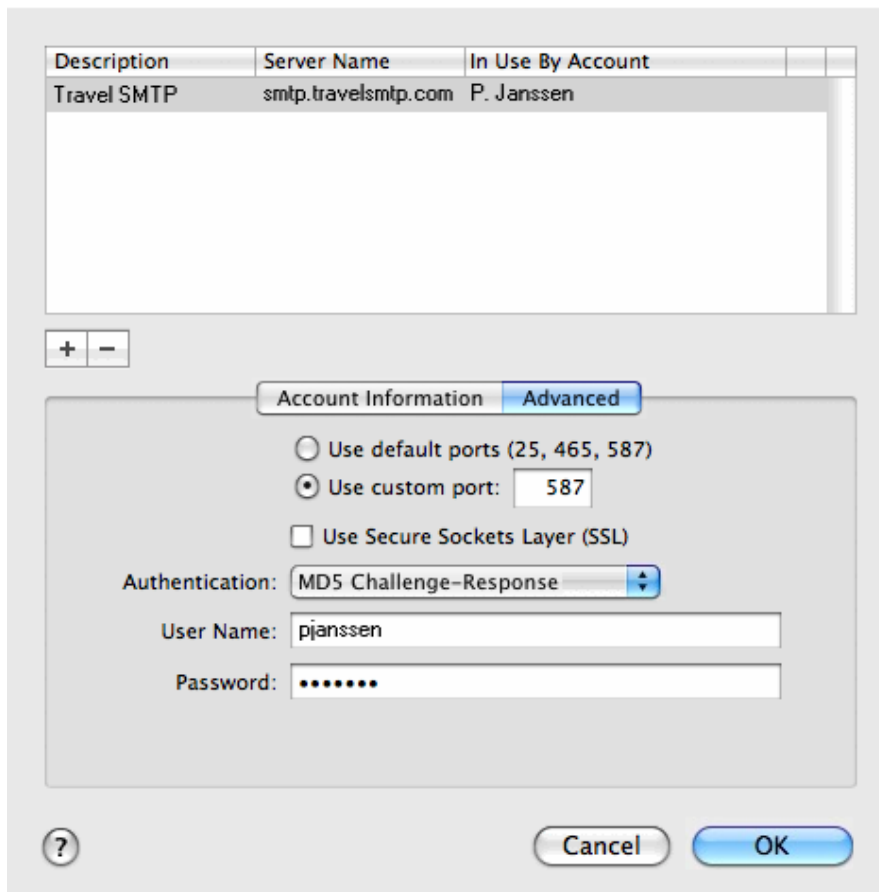 Description Server Name In Use By Account
Travel SMTP smtp.travelsmtp.com P. Janssen
+ −
Account Information Advanced
Use default ports (25, 465, 587)
Use custom port: 587
Use Secure Sockets Layer (SSL)
Authentication: MD5 Challenge-Response
User Name: pjanssen
Password: •••••••
? Cancel OK